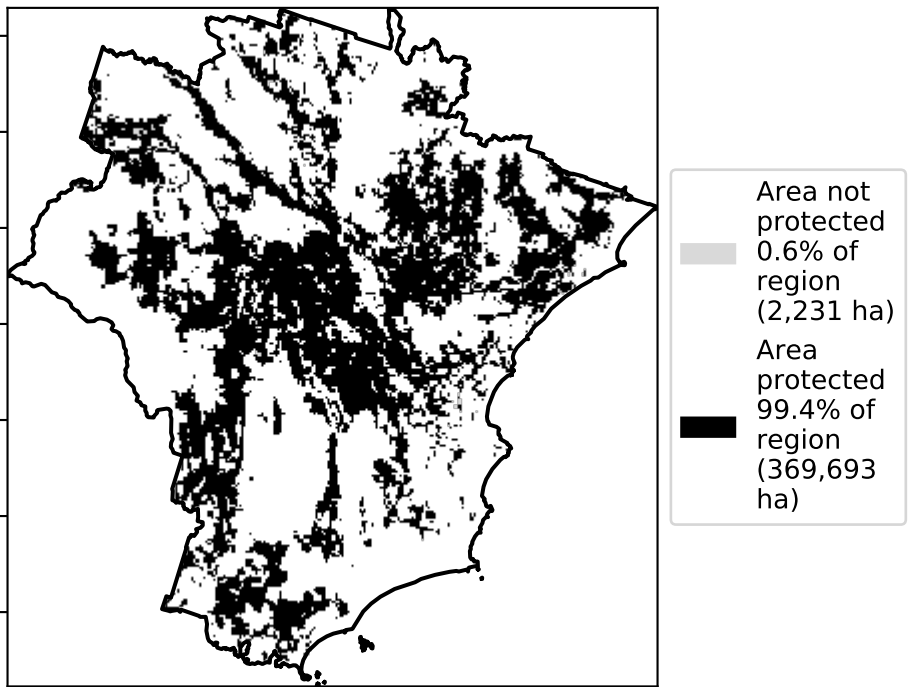 Area not
protected
0.6% of
region
(2,231 ha)
Area
protected
99.4% of
region
(369,693
ha)